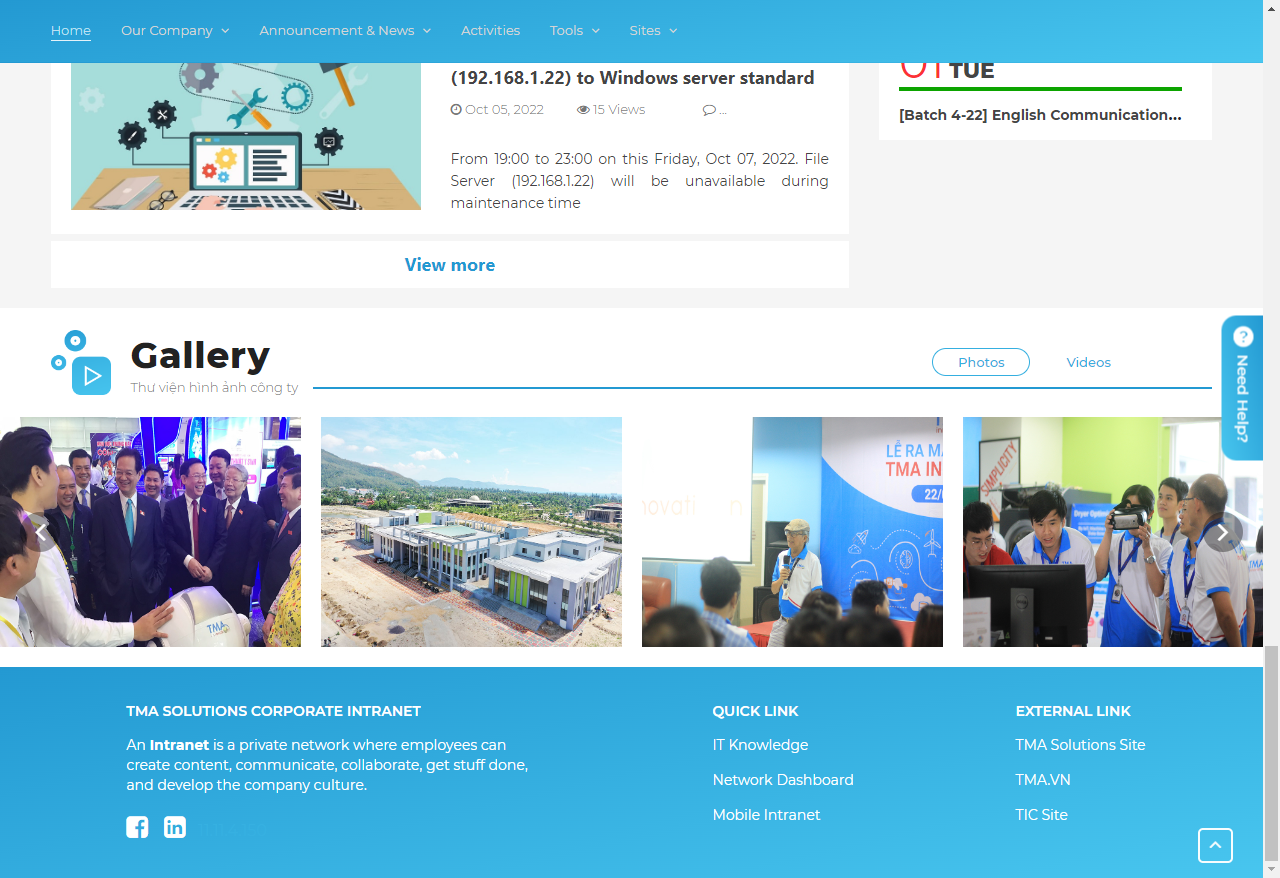 Home
Our Company
Announcement & News
Activities
Tools
Sites
(192.168.1.22) to Windows server standard
Oct 05, 2022
15 Views
...
From 19:00 to 23:00 on this Friday, Oct 07, 2022. File
Server (192.168.1.22) will be unavailable during
maintenance time
TUE
[Batch 4-22] English Communication...
View more
Gallery
Thư viện hình ảnh công ty
Photos
Videos
? Need Help?
TMA
LỄ RA MẮ
TMA IN
22/
novati n
SIMPLICITY
TMA SOLUTIONS CORPORATE INTRANET
An Intranet is a private network where employees can
create content, communicate, collaborate, get stuff done,
and develop the company culture.
QUICK LINK
IT Knowledge
Network Dashboard
Mobile Intranet
EXTERNAL LINK
TMA Solutions Site
TMA.VN
TIC Site